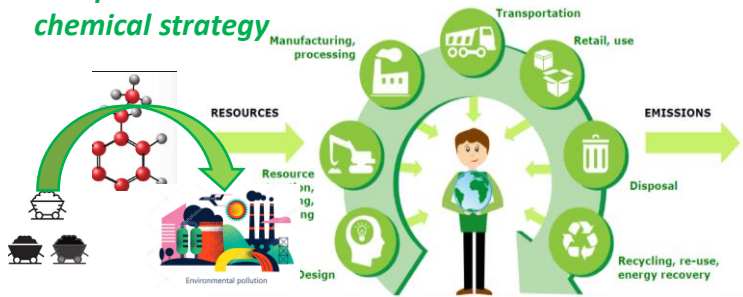 chemical strategy
Transportation
Manufacturing,
processing
Retail, use
RESOURCES
EMISSIONS
Resource
Disposal
Design
Environmental pollution
Recycling, re-use,
energy recovery